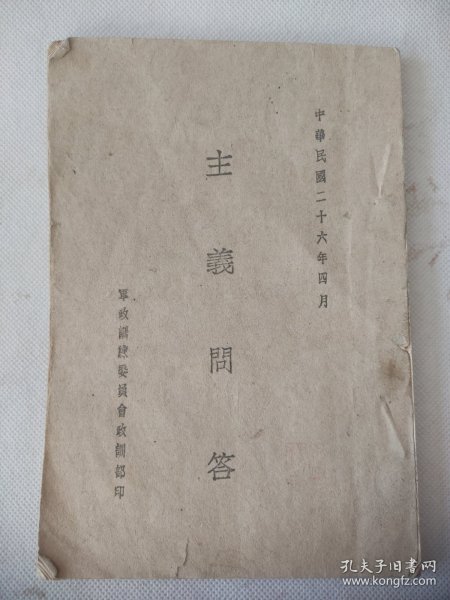 中華民國二十六年四月
主義問答
軍政訓練委員會政訓部印
孔夫子旧书网
www.kongfz.com